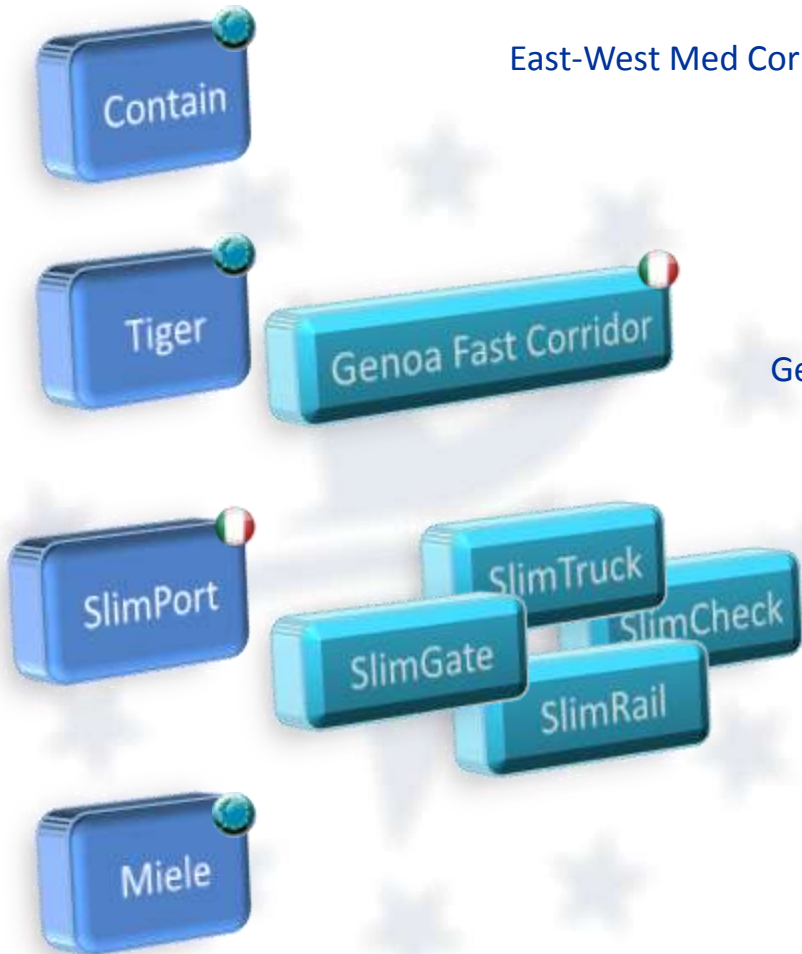 East-West Med Cor
Contain
Tiger
Genoa Fast Corridor
Ge
SlimPort
SlimTruck
SlimCheck
SlimGate
SlimRail
Miele